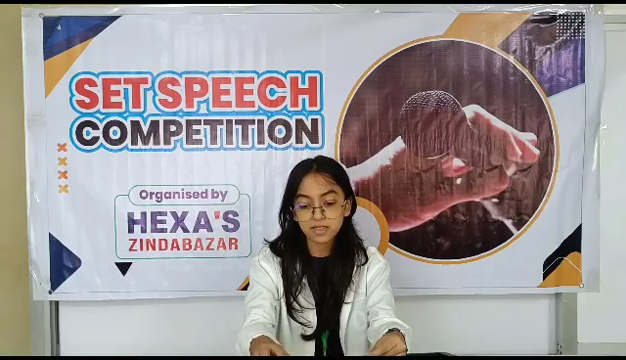 SET SPEECH
COMPETITION
Organised by
HEXA'S
ZINDABAZAR